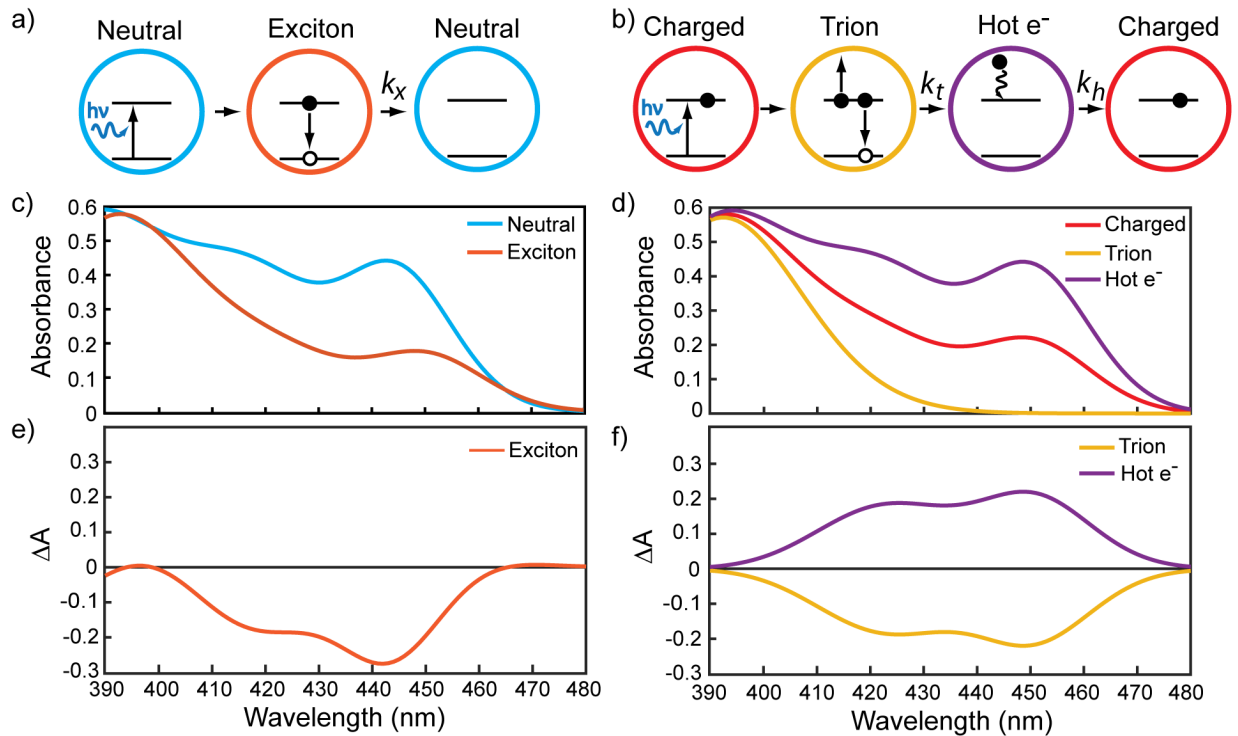 a)
Neutral
Exciton
Neutral
hν
kx
b)
Charged
Trion
Hot e⁻
Charged
hν
kt
kh
c)
Absorbance
0.6
0.5
0.4
0.3
0.2
0.1
0
Neutral
Exciton
d)
Absorbance
0.6
0.5
0.4
0.3
0.2
0.1
0
Charged
Trion
Hot e⁻
e)
ΔA
0.3
0.2
0.1
0
-0.1
-0.2
-0.3
Exciton
390 400 410 420 430 440 450 460 470 480
Wavelength (nm)
f)
ΔA
0.3
0.2
0.1
0
-0.1
-0.2
-0.3
Trion
Hot e⁻
390 400 410 420 430 440 450 460 470 480
Wavelength (nm)